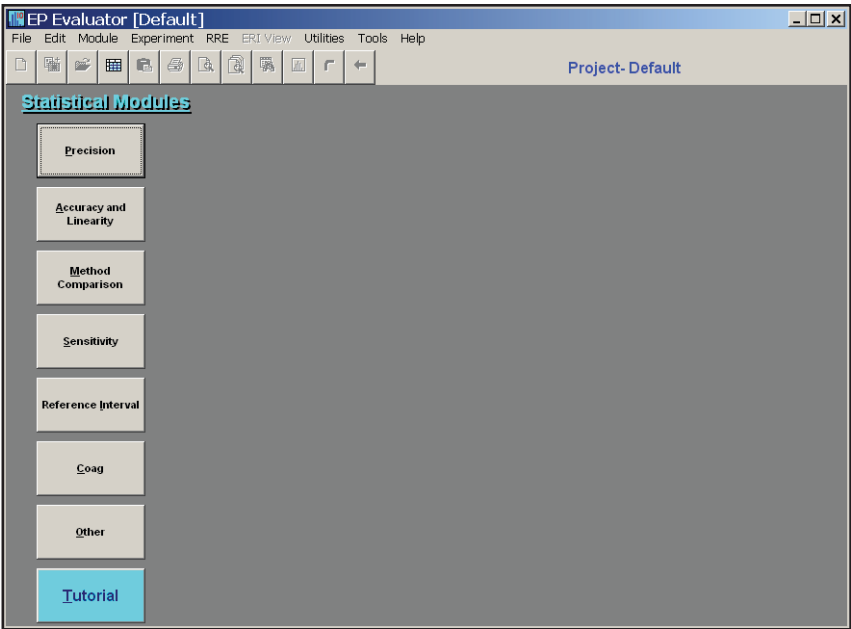 EP Evaluator [Default]
File Edit Module Experiment RRE ERI View Utilities Tools Help
Project- Default
Statistical Modules
Precision
Accuracy and
Linearity
Method
Comparison
Sensitivity
Reference Interval
Coag
Other
Tutorial